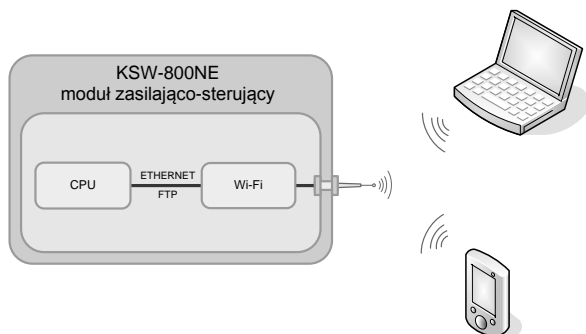 KSW-800NE
moduł zasilająco-sterujący
CPU
ETHERNET
FTP
Wi-Fi